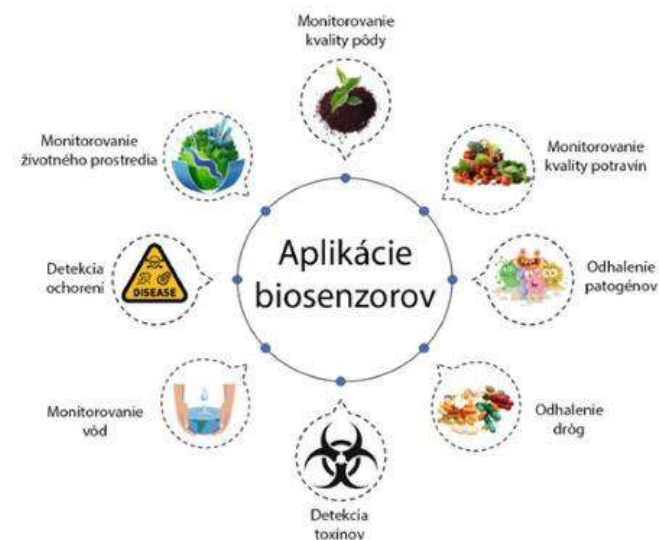 Monitorovanie
kvality pôdy
Monitorovanie
životného prostredia
Monitorovanie
kvality potravín
Aplikácie
biosenzorov
Detekcia
ochorení
DISEASE
Odhalenie
patogénov
Monitorovanie
vôd
Odhalenie
dròg
Detekcia
toxínov